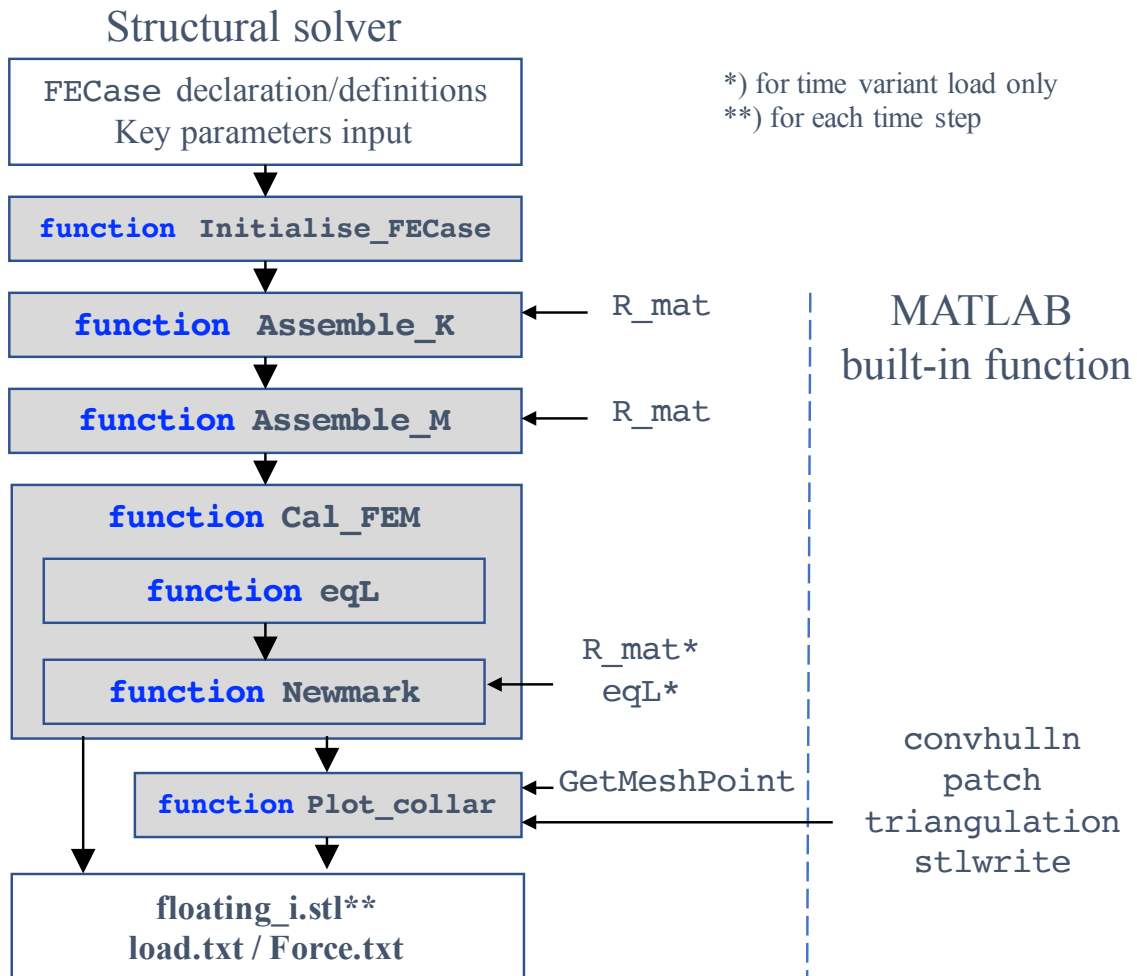 Structural solver
FECase declaration/definitions
Key parameters input
*) for time variant load only
**) for each time step
function Initialise_FECase
function Assemble_K
R_mat
MATLAB
built-in function
function Assemble_M
R_mat
function Cal_FEM
function eqL
function Newmark
R_mat*
eqL*
function Plot_collar
GetMeshPoint
convhulln
patch
triangulation
stlwrite
floating_i.stl**
load.txt / Force.txt